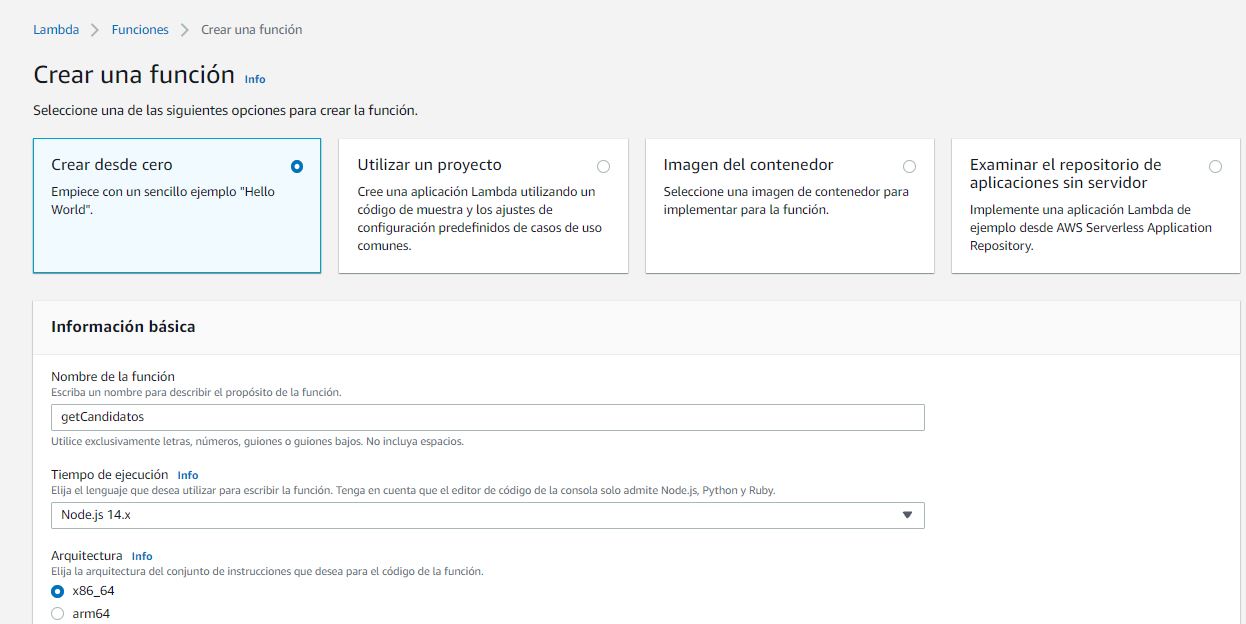 Lambda > Funciones > Crear una función
Crear una función Info
Seleccione una de las siguientes opciones para crear la función.
Crear desde cero
Empiece con un sencillo ejemplo "Hello
World".
Utilizar un proyecto
Cree una aplicación Lambda utilizando un
código de muestra y los ajustes de
configuración predefinidos de casos de uso
comunes.
Imagen del contenedor
Seleccione una imagen de contenedor para
implementar para la función.
Examinar el repositorio de
aplicaciones sin servidor
Implemente una aplicación Lambda de
ejemplo desde AWS Serverless Application
Repository.
Información básica
Nombre de la función
Escriba un nombre para describir el propósito de la función.
getCandidatos
Utilice exclusivamente letras, números, guiones o guiones bajos. No incluya espacios.
Tiempo de ejecución Info
Elija el lenguaje que desea utilizar para escribir la función. Tenga en cuenta que el editor de código de la consola solo admite Node.js, Python y Ruby.
Node.js 14.x
Arquitectura Info
Elija la arquitectura del conjunto de instrucciones que desea para el código de la función.
x86_64
arm64